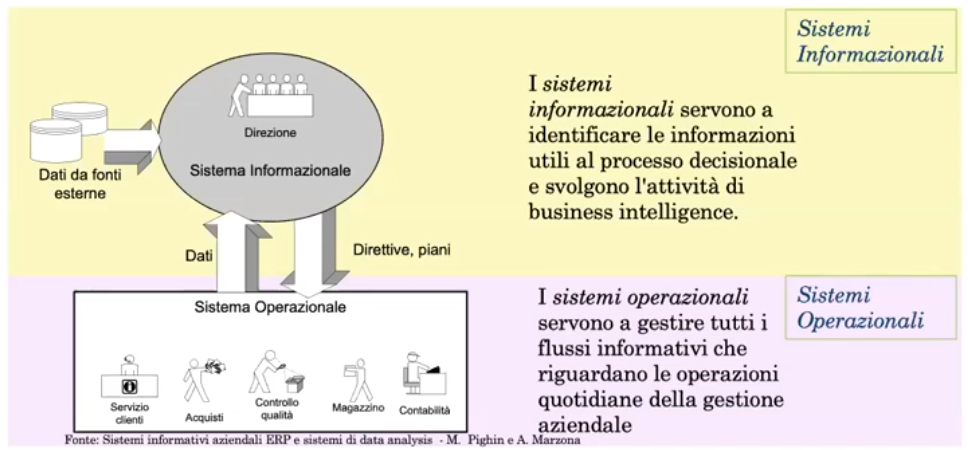 Sistemi
Informazionali
I sistemi
informazionali servono a
identificare le informazioni
utili al processo decisionale
e svolgono l'attività di
business intelligence.
Direzione
Sistema Informazionale
Dati da fonti
esterne
Dati
Direttive, piani
Sistema Operazionale
Servizio
clienti
Acquisti
Controllo
qualità
Magazzino
Contabilità
I sistemi operazionali
servono a gestire tutti i
flussi informativi che
riguardano le operazioni
quotidiane della gestione
aziendale
Sistemi
Operazionali
Fonte: Sistemi informativi aziendali ERP e sistemi di data analysis - M. Pighin e A. Marzona